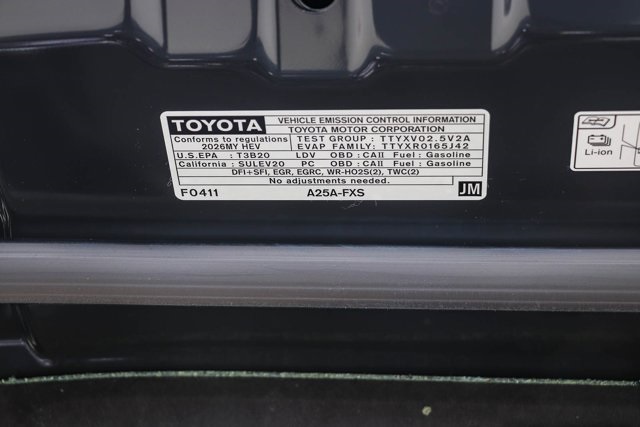 TOYOTA
VEHICLE EMISSION CONTROL INFORMATION
TOYOTA MOTOR CORPORATION
Conforms to regulations
2026MY HEV
TEST GROUP : TTYXV02.5V2A
EVAP FAMILY: TTYXR0165J42
U.S.EPA : T3B20 LDV OBD : CAII Fuel : Gasoline
California : SULEV20 PC OBD : CAII Fuel : Gasoline
DFI+SFI, EGR, EGRC, WR-HO2S(2), TWC(2)
No adjustments needed.
F0411 A25A-FXS JM
Li-ion